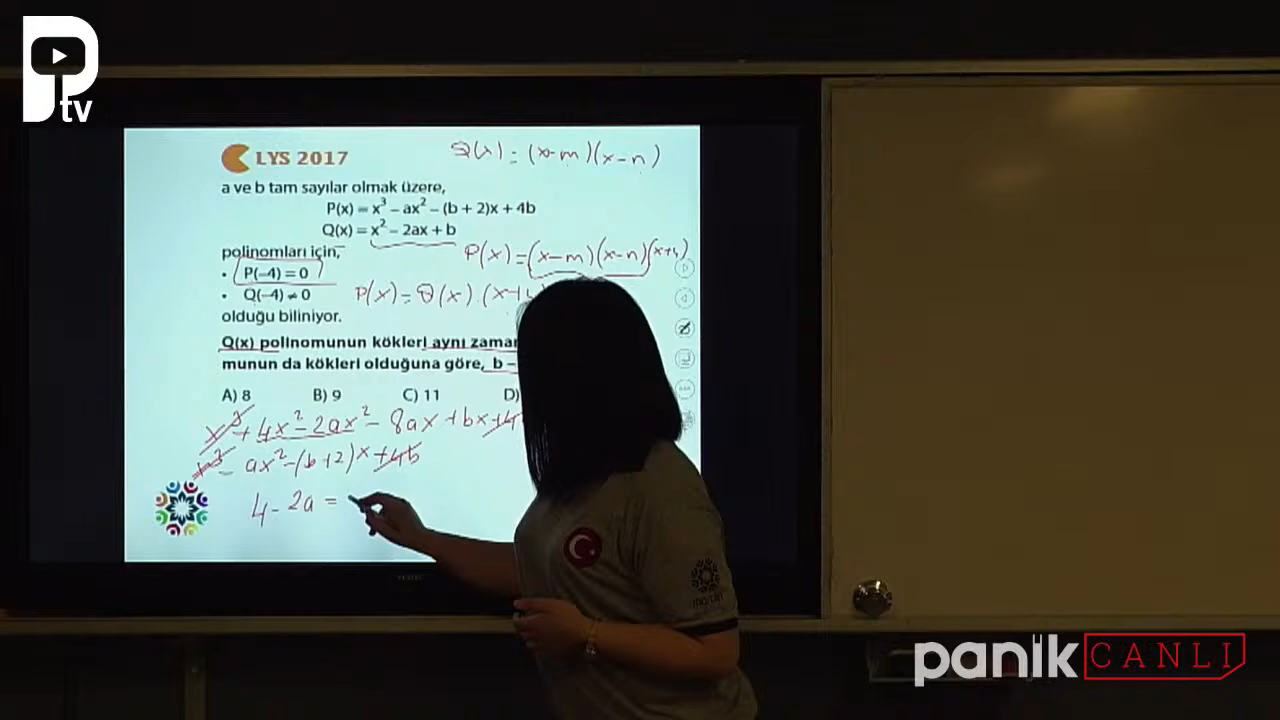 P
tv
LYS 2017
Q(x) = (x-m)(x-n)
a ve b tam sayılar olmak üzere,
P(x) = x³ – ax² – (b + 2)x + 4b
Q(x) = x² – 2ax + b
polinomları için,
P(x) = (x-m)(x-n)(x+4)
• P(–4) = 0
• Q(–4) ≠ 0
P(x) = Q(x) . (x+4
olduğu biliniyor.
Q(x) polinomunun kökleri aynı zaman
munun da kökleri olduğuna göre, b –
A) 8 B) 9 C) 11 D)
x³ + 4x² - 2ax² - 8ax + bx + 4
x³ - ax² - (b+2)x + 4b
4 - 2a =
panik CANLI